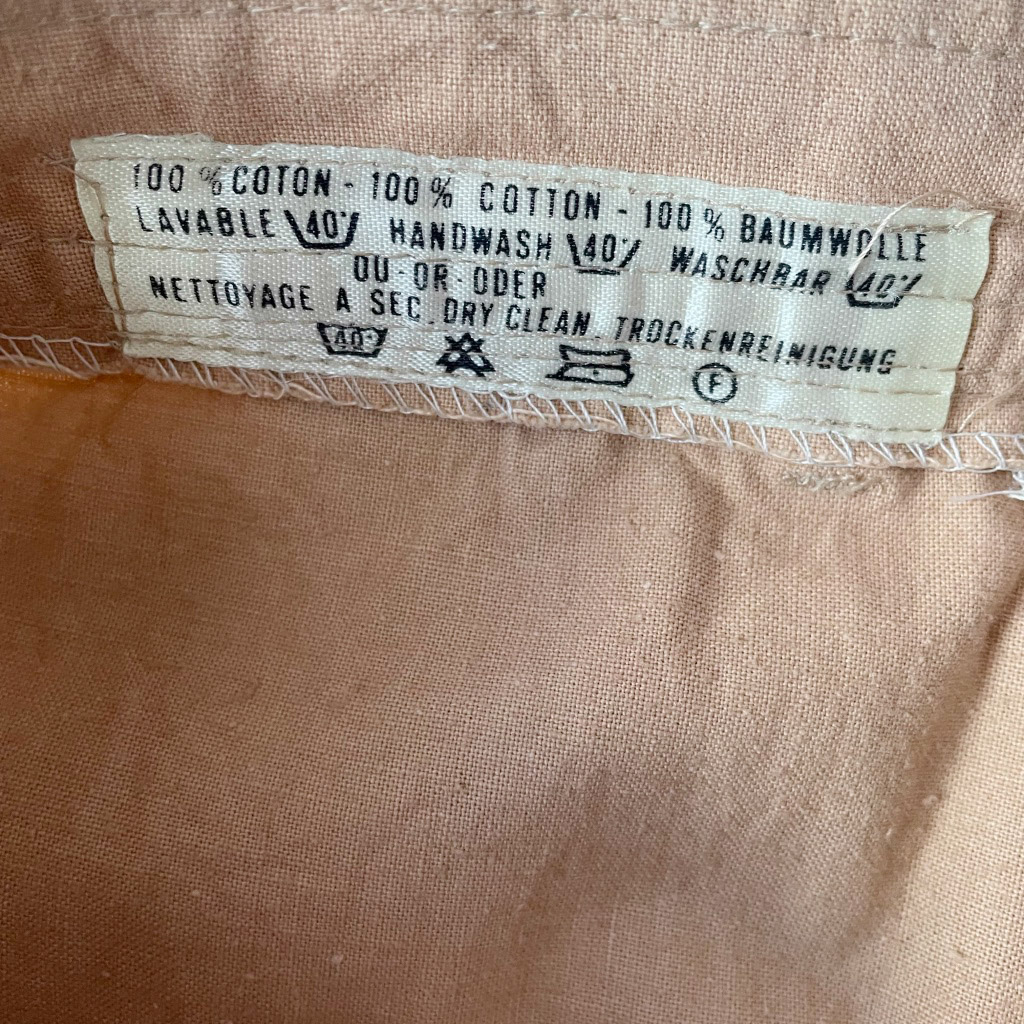 100 % COTON - 100 % COTTON - 100 % BAUMWOLLE
LAVABLE 40° HANDWASH 40° WASCHBAR 40°
OU - OR - ODER
NETTOYAGE A SEC - DRY CLEAN - TROCKENREINIGUNG
40° F